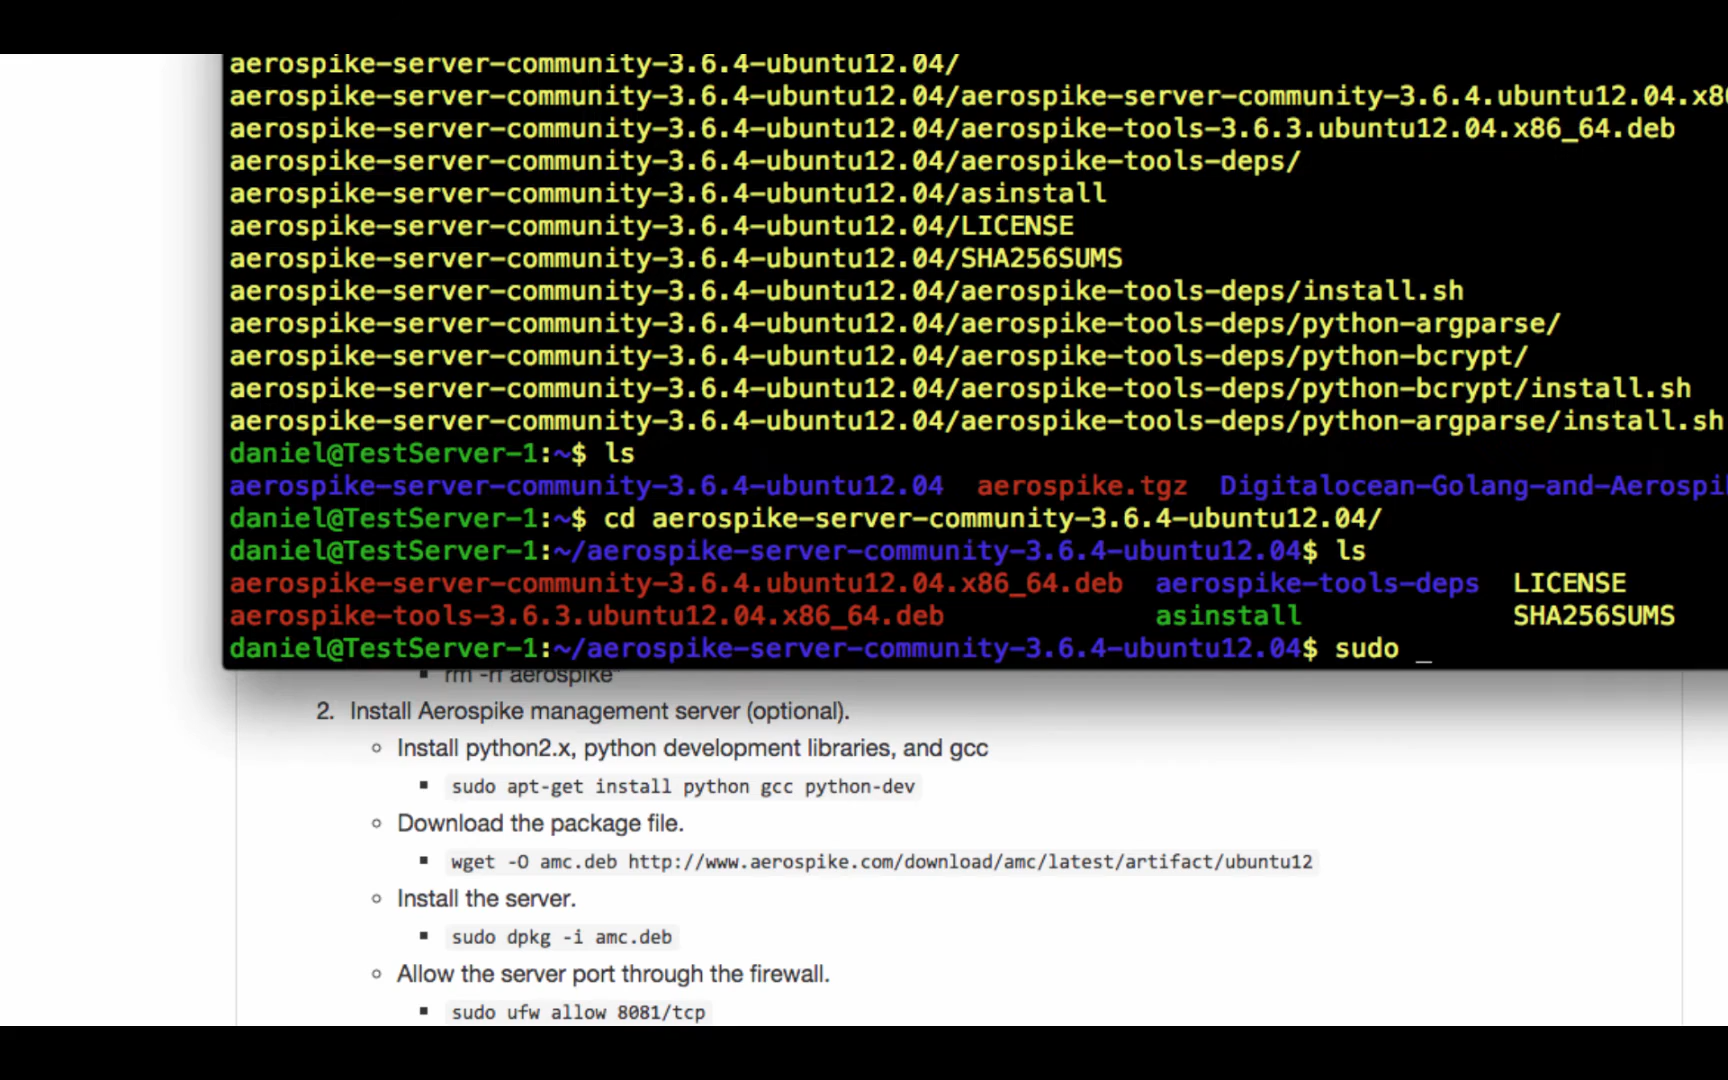 aerospike-server-community-3.6.4-ubuntu12.04/
aerospike-server-community-3.6.4-ubuntu12.04/aerospike-server-community-3.6.4.ubuntu12.04.x8
aerospike-server-community-3.6.4-ubuntu12.04/aerospike-tools-3.6.3.ubuntu12.04.x86_64.deb
aerospike-server-community-3.6.4-ubuntu12.04/aerospike-tools-deps/
aerospike-server-community-3.6.4-ubuntu12.04/asinstall
aerospike-server-community-3.6.4-ubuntu12.04/LICENSE
aerospike-server-community-3.6.4-ubuntu12.04/SHA256SUMS
aerospike-server-community-3.6.4-ubuntu12.04/aerospike-tools-deps/install.sh
aerospike-server-community-3.6.4-ubuntu12.04/aerospike-tools-deps/python-argparse/
aerospike-server-community-3.6.4-ubuntu12.04/aerospike-tools-deps/python-bcrypt/
aerospike-server-community-3.6.4-ubuntu12.04/aerospike-tools-deps/python-bcrypt/install.sh
aerospike-server-community-3.6.4-ubuntu12.04/aerospike-tools-deps/python-argparse/install.sh
daniel@TestServer-1:~$ ls
aerospike-server-community-3.6.4-ubuntu12.04 aerospike.tgz Digitalocean-Golang-and-Aerospi
daniel@TestServer-1:~$ cd aerospike-server-community-3.6.4-ubuntu12.04/
daniel@TestServer-1:~/aerospike-server-community-3.6.4-ubuntu12.04$ ls
aerospike-server-community-3.6.4.ubuntu12.04.x86_64.deb aerospike-tools-deps LICENSE
aerospike-tools-3.6.3.ubuntu12.04.x86_64.deb asinstall SHA256SUMS
daniel@TestServer-1:~/aerospike-server-community-3.6.4-ubuntu12.04$ sudo _
▪ rm -rf aerospike*
2. Install Aerospike management server (optional).
○ Install python2.x, python development libraries, and gcc
▪ sudo apt-get install python gcc python-dev
○ Download the package file.
▪ wget -O amc.deb http://www.aerospike.com/download/amc/latest/artifact/ubuntu12
○ Install the server.
▪ sudo dpkg -i amc.deb
○ Allow the server port through the firewall.
▪ sudo ufw allow 8081/tcp